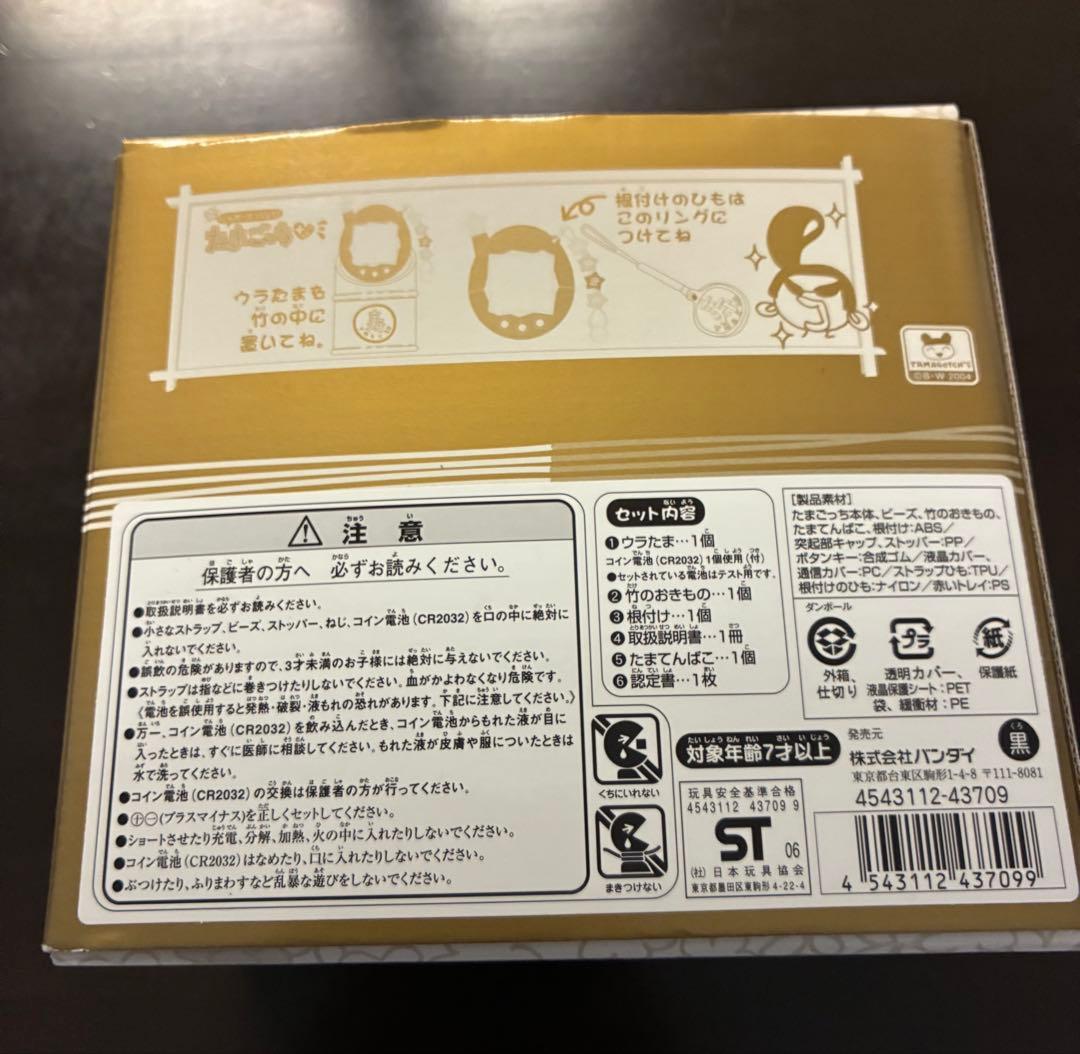 たまごっち
ウラたまを
竹の中に
置いてね。
根付けのひもは
このリングに
つけてね
TAMAGOTCH'S
©B・W 2004
注意
保護者の方へ 必ずお読みください。
●取扱説明書を必ずお読みください。
●小さなストラップ、ビーズ、ストッパー、ねじ、コイン電池(CR2032)を口の中に絶対に
入れないでください。
●誤飲の危険がありますので、3才未満のお子様には絶対に与えないでください。
●ストラップは指などに巻きつけたりしないでください。血がかよわなくなり危険です。
《電池を誤使用すると発熱・破裂・液もれの恐れがあります。下記に注意してください。》
●万一、コイン電池(CR2032)を飲み込んだとき、コイン電池からもれた液が目に
入ったときは、すぐに医師に相談してください。もれた液が皮膚や服についたときは
水で洗ってください。
●コイン電池(CR2032)の交換は保護者の方が行ってください。
●⊕⊖(プラスマイナス)を正しくセットしてください。
●ショートさせたり充電、分解、加熱、火の中に入れたりしないでください。
●コイン電池(CR2032)はなめたり、口に入れたりしないでください。
●ぶつけたり、ふりまわすなど乱暴な遊びをしないでください。
セット内容
❶ウラたま…1個
コイン電池(CR2032)1個使用(付)
●セットされている電池はテスト用です。
❷竹のおきもの…1個
❸根付け…1個
❹取扱説明書…1冊
❺たまてんばこ…1個
❻認定書…1枚
くちにいれない
まきつけない
対象年齢7才以上
玩具安全基準合格
4543112 43709 9
ST 06
(社)日本玩具協会
東京都墨田区東駒形4-22-4
【製品素材】
たまごっち本体、ビーズ、竹のおきもの、
たまてんばこ、根付け:ABS/
突起部キャップ、ストッパー:PP/
ボタンキー:合成ゴム/液晶カバー、
通信カバー:PC/ストラップひも:TPU/
根付けのひも:ナイロン/赤いトレイ:PS
ダンボール
プラ
紙
外箱、
仕切り
透明カバー、
液晶保護シート:PET
袋、緩衝材:PE
保護紙
発売元
株式会社バンダイ
東京都台東区駒形1-4-8 〒111-8081
黒
4543112-43709
4 543112 437099